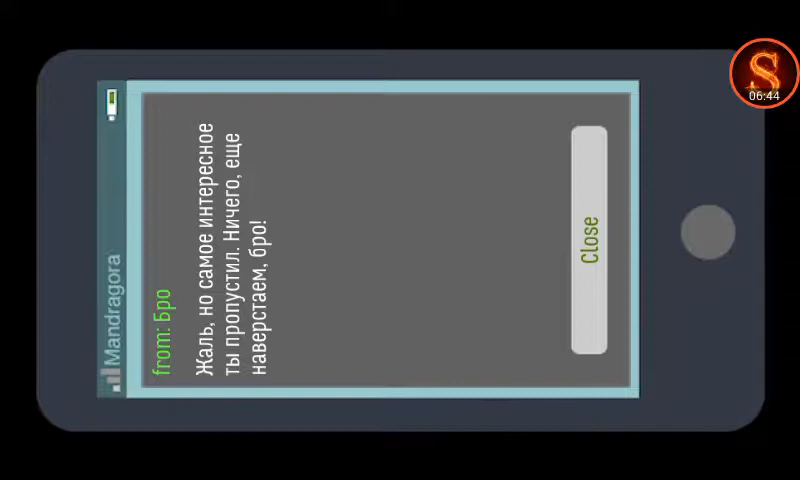 Mandragora
from: Бро
Жаль, но самое интересное
ты пропустил. Ничего, еще
наверстаем, бро!
Close
S
06:44